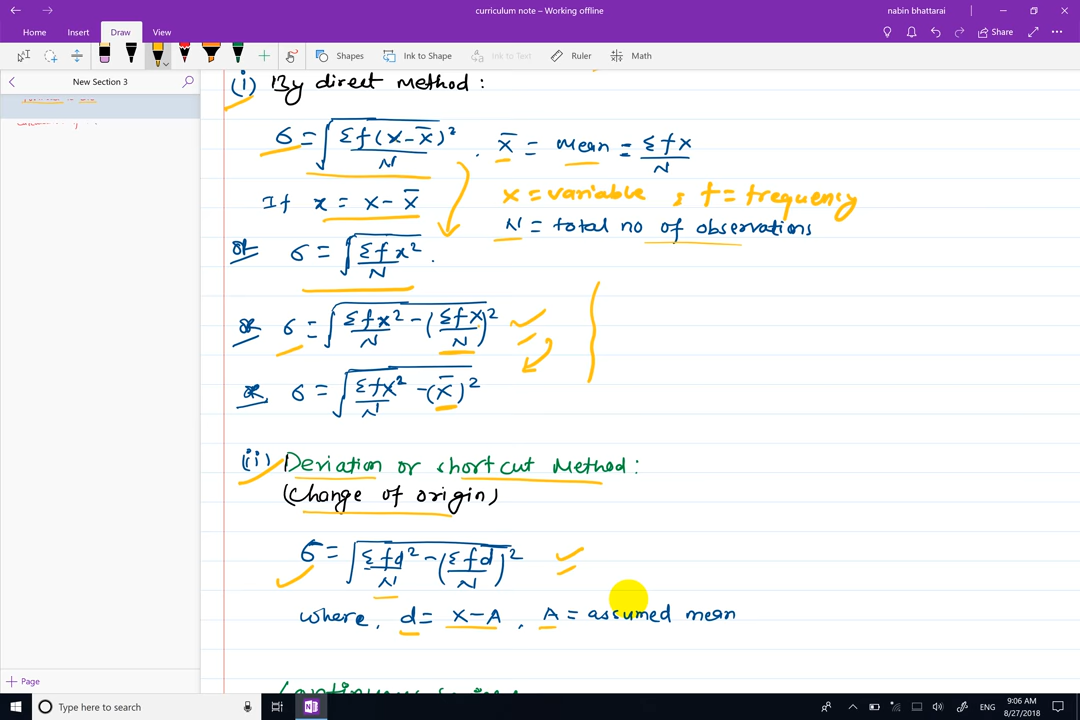 curriculum note – Working offline
nabin bhattarai
Home Insert Draw View
Share
Shapes Ink to Shape Ink to Text Ruler Math
New Section 3
(i) By direct method :
σ = √(Σf(X-X̄)²/N) . X̄ = mean = ΣfX/N
If x = X-X̄
X = variable ; f = frequency
N = total no of observations
or σ = √(Σfx²/N) .
or σ = √(ΣfX²/N - (ΣfX/N)²)
or σ = √(ΣfX²/N - (X̄)²)
(ii) Deviation or shortcut Method :
(Change of origin)
σ = √(Σfd²/N - (Σfd/N)²)
where, d = X-A , A = assumed mean
Page
Type here to search
ENG
9:06 AM
8/27/2018